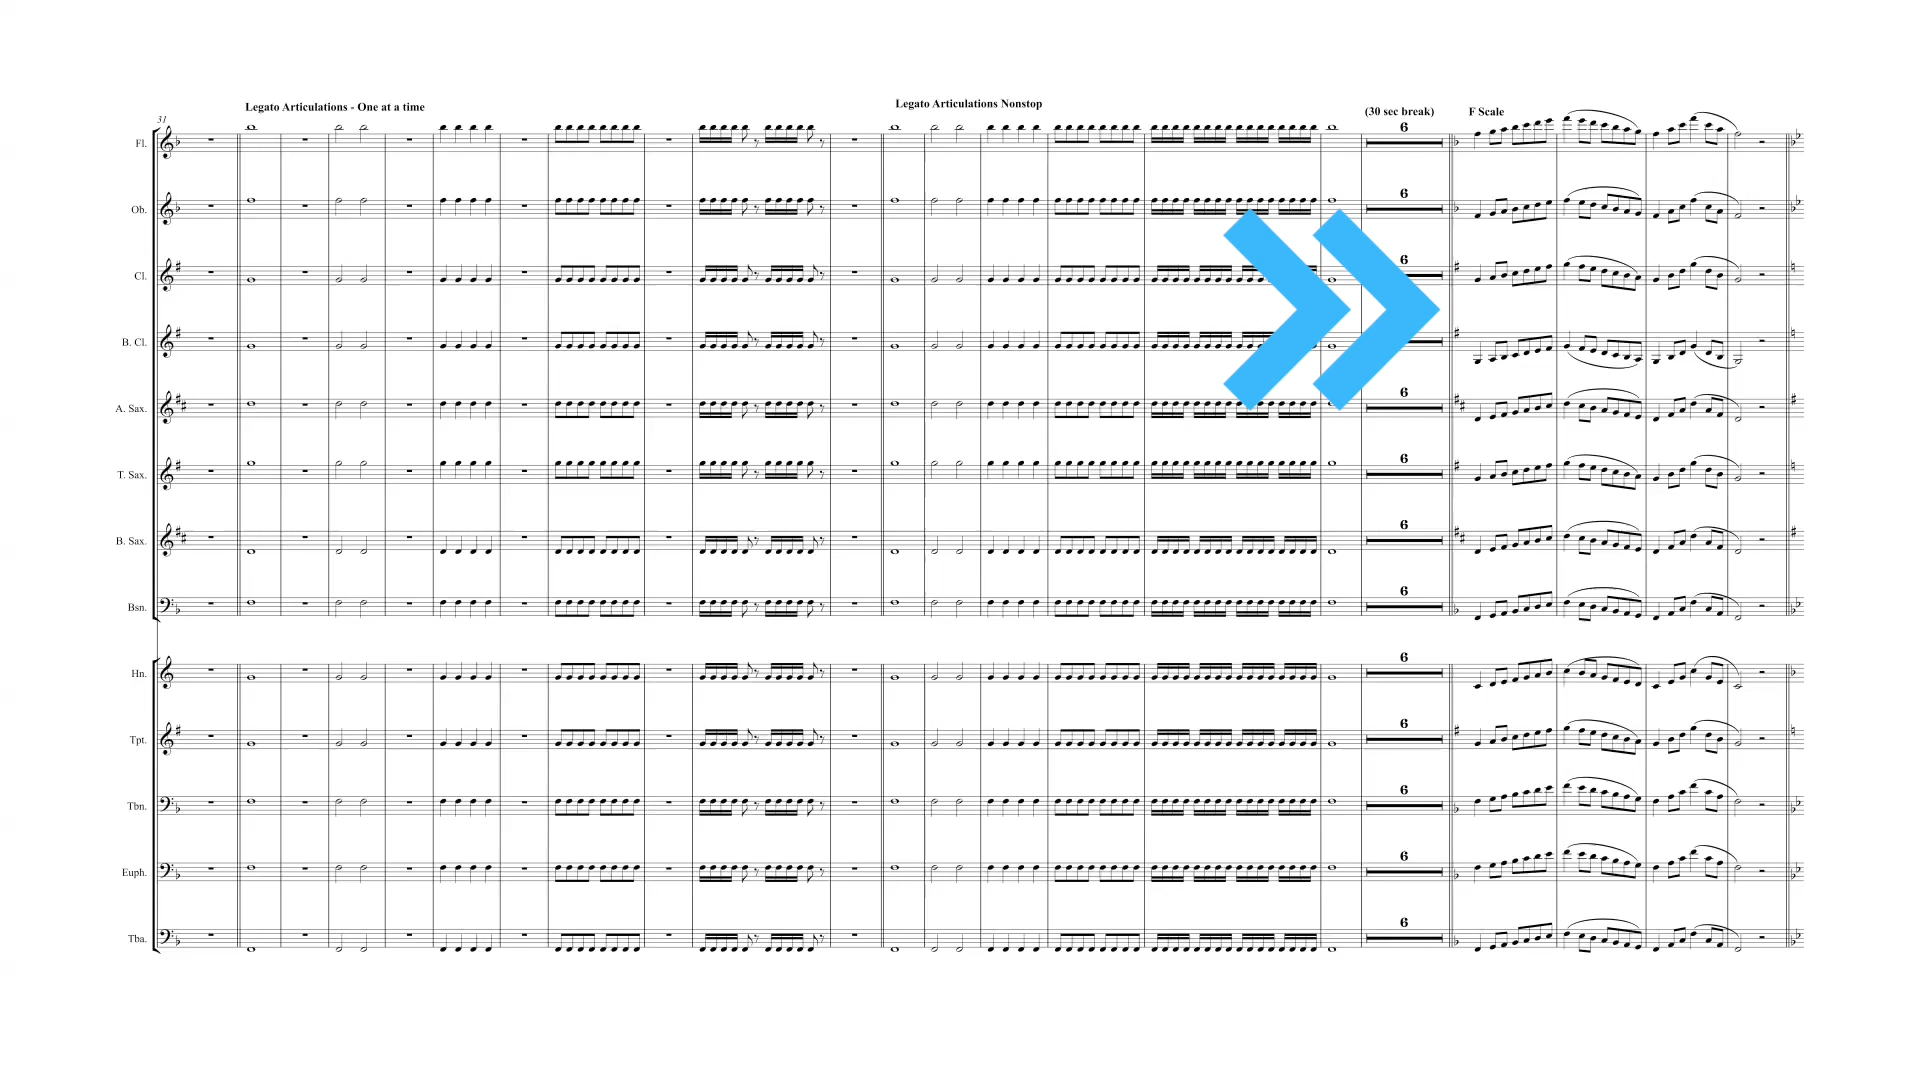 Legato Articulations - One at a time
Legato Articulations Nonstop
(30 sec break)
F Scale
31
Fl.
6
Ob.
6
Cl.
6
B. Cl.
A. Sax.
6
T. Sax.
6
B. Sax.
6
Bsn.
6
Hn.
6
Tpt.
6
Tbn.
6
Euph.
6
Tba.
6